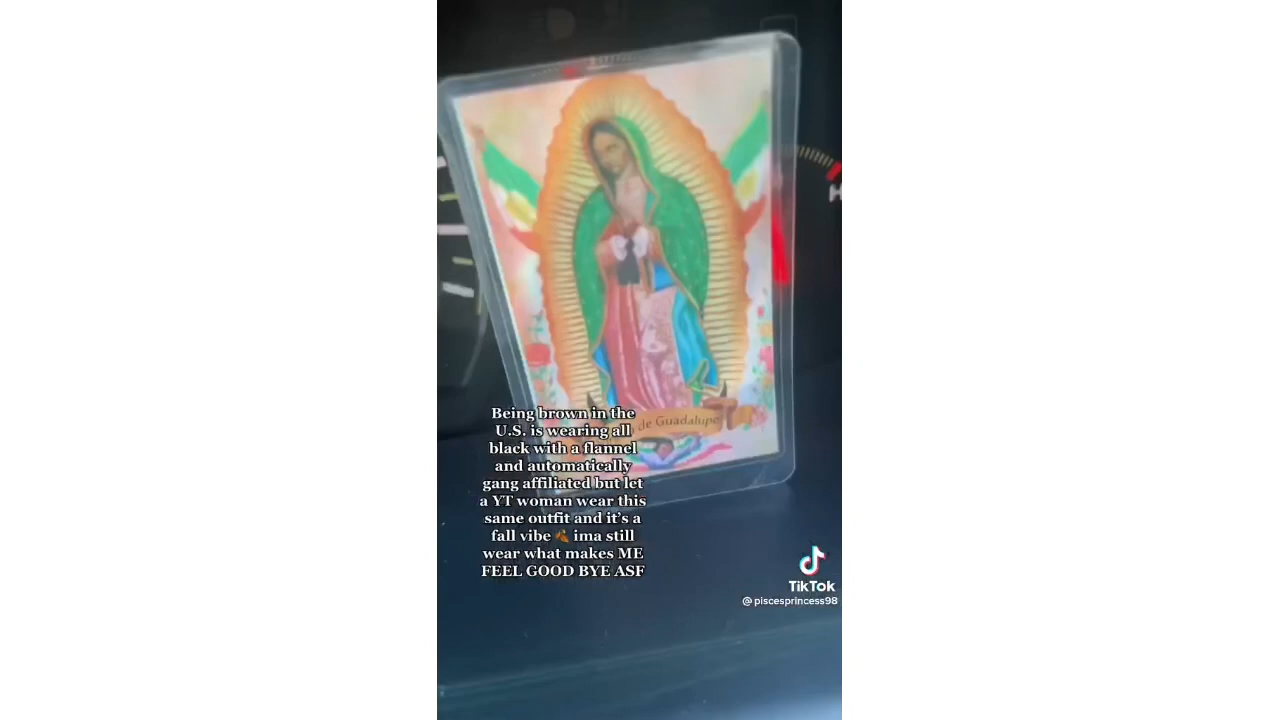 H
de Guadalupe
Being brown in the
U.S. is wearing all
black with a flannel
and automatically
gang affiliated but let
a YT woman wear this
same outfit and it's a
fall vibe 🍂 ima still
wear what makes ME
FEEL GOOD BYE ASF
TikTok
@piscesprincess98